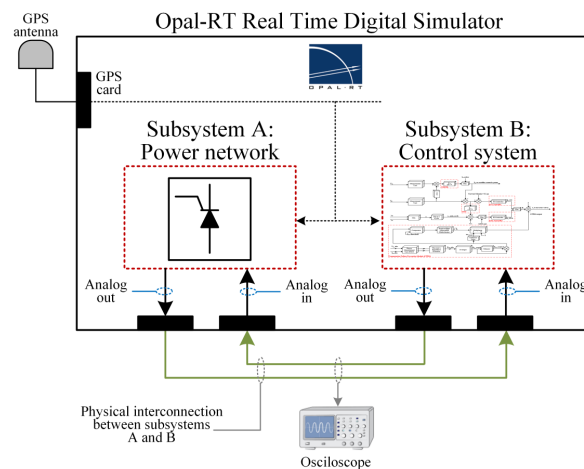 Opal-RT Real Time Digital Simulator
GPS
antenna
GPS
card
OPAL-RT
Subsystem A:
Power network
Subsystem B:
Control system
Analog
out
Analog
in
Analog
out
Analog
in
Physical interconnection
between subsystems
A and B
Osciloscope